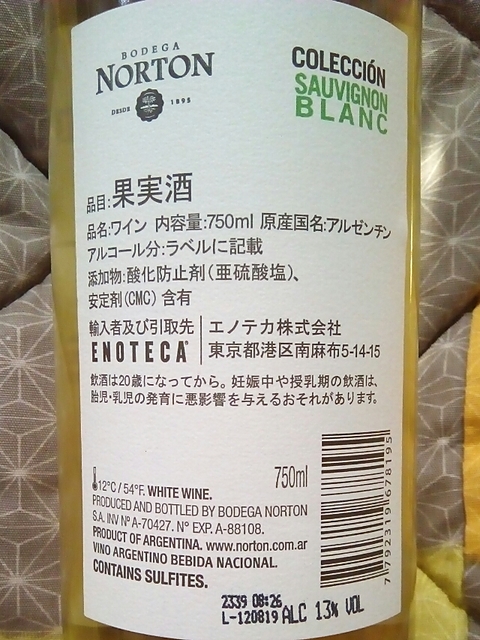 BODEGA
NORTON
DESDE 1895
COLECCIÓN
SAUVIGNON
BLANC
品目:果実酒
品名:ワイン 内容量:750ml 原産国名:アルゼンチン
アルコール分:ラベルに記載
添加物:酸化防止剤(亜硫酸塩)、
安定剤(CMC) 含有
輸入者及び引取先 エノテカ株式会社
ENOTECA® 東京都港区南麻布5-14-15
飲酒は20歳になってから。妊娠中や授乳期の飲酒は、
胎児・乳児の発育に悪影響を与えるおそれがあります。
12°C / 54°F. WHITE WINE. 750ml
PRODUCED AND BOTTLED BY BODEGA NORTON
S.A. INV Nº A-70427. N° EXP. A-88108.
PRODUCT OF ARGENTINA. www.norton.com.ar
VINO ARGENTINO BEBIDA NACIONAL.
CONTAINS SULFITES.
7 792319 678195
2339 08:26
L-120819 ALC 13% VOL